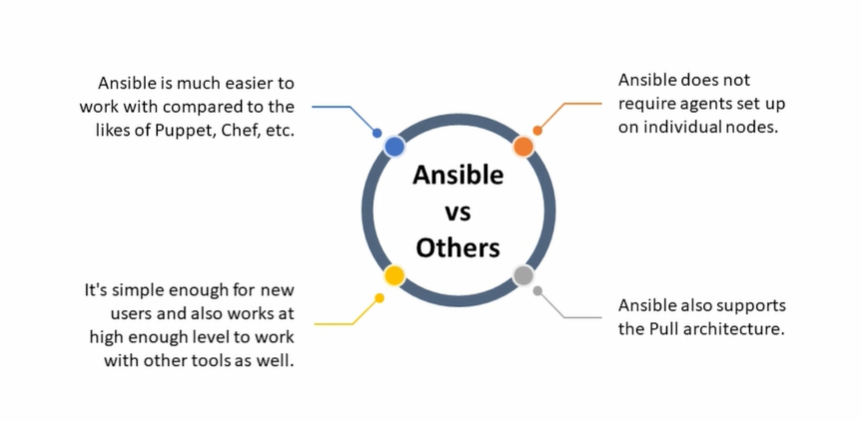 Ansible is much easier to
work with compared to the
likes of Puppet, Chef, etc.
Ansible does not
require agents set up
on individual nodes.
Ansible
vs
Others
It's simple enough for new
users and also works at
high enough level to work
with other tools as well.
Ansible also supports
the Pull architecture.